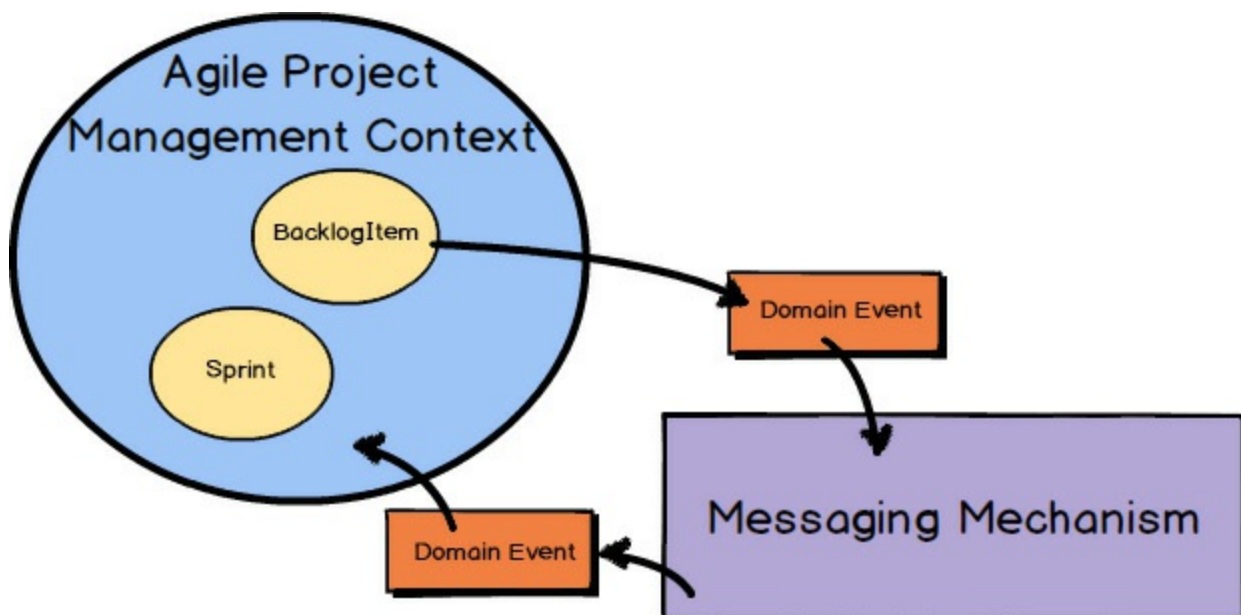 Agile Project
Management Context
BacklogItem
Domain Event
Sprint
Messaging Mechanism
Domain Event